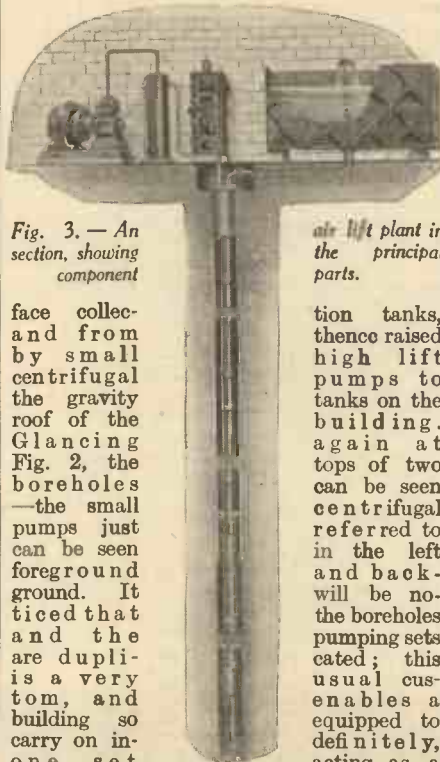 Fig. 3. — An air lift plant in
section, showing the principal
component parts.
face collec- tion tanks,
and from thence raised
by small high lift
centrifugal pumps to
the gravity tanks on the
roof of the building.
Glancing again at
Fig. 2, the tops of two
boreholes can be seen
—the small centrifugal
pumps just referred to
can be seen in the left
foreground and back-
ground. It will be no-
ticed that the boreholes
and the pumping sets
are dupli- cated; this
is a very usual cus-
tom, and enables a
building so equipped to
carry on in- definitely,
one set acting as a